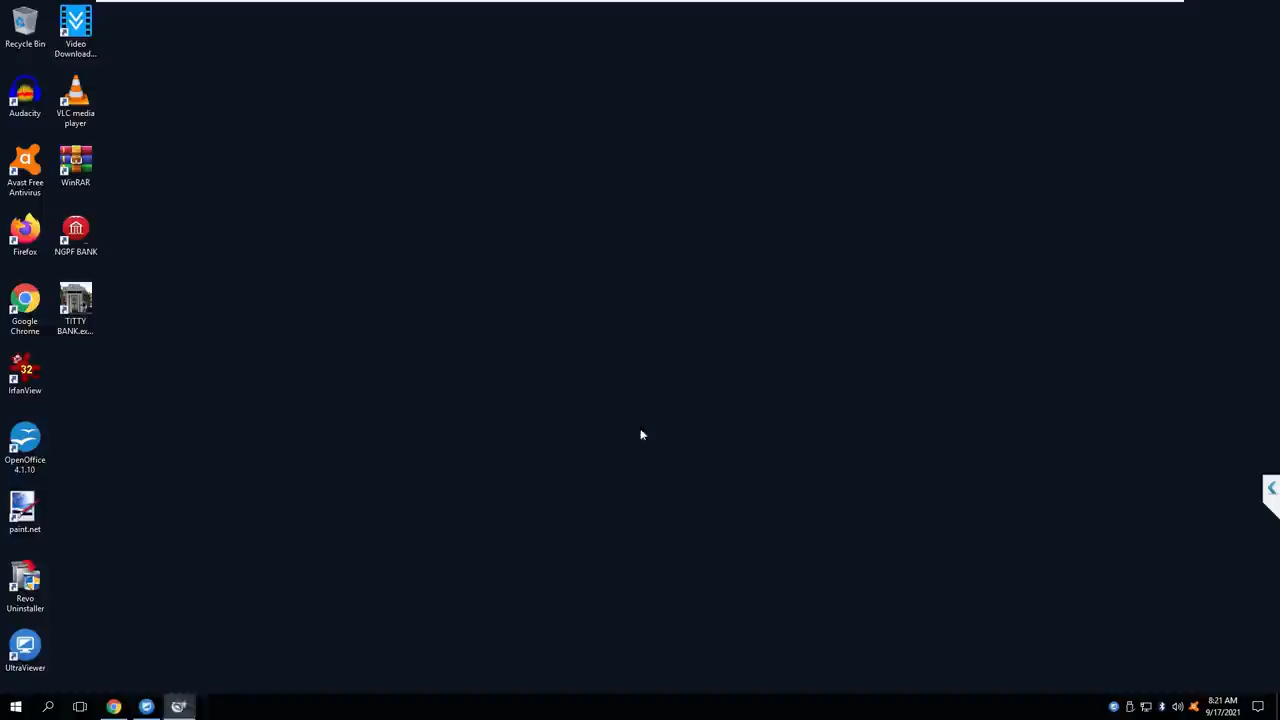 Recycle Bin
Video
Download...
Audacity
VLC media
player
Avast Free
Antivirus
WinRAR
Firefox
NGPF BANK
Google
Chrome
TITTY
BANK.ex...
32
IrfanView
OpenOffice
4.1.10
paint.net
Revo
Uninstaller
UltraViewer
8:21 AM
9/17/2021